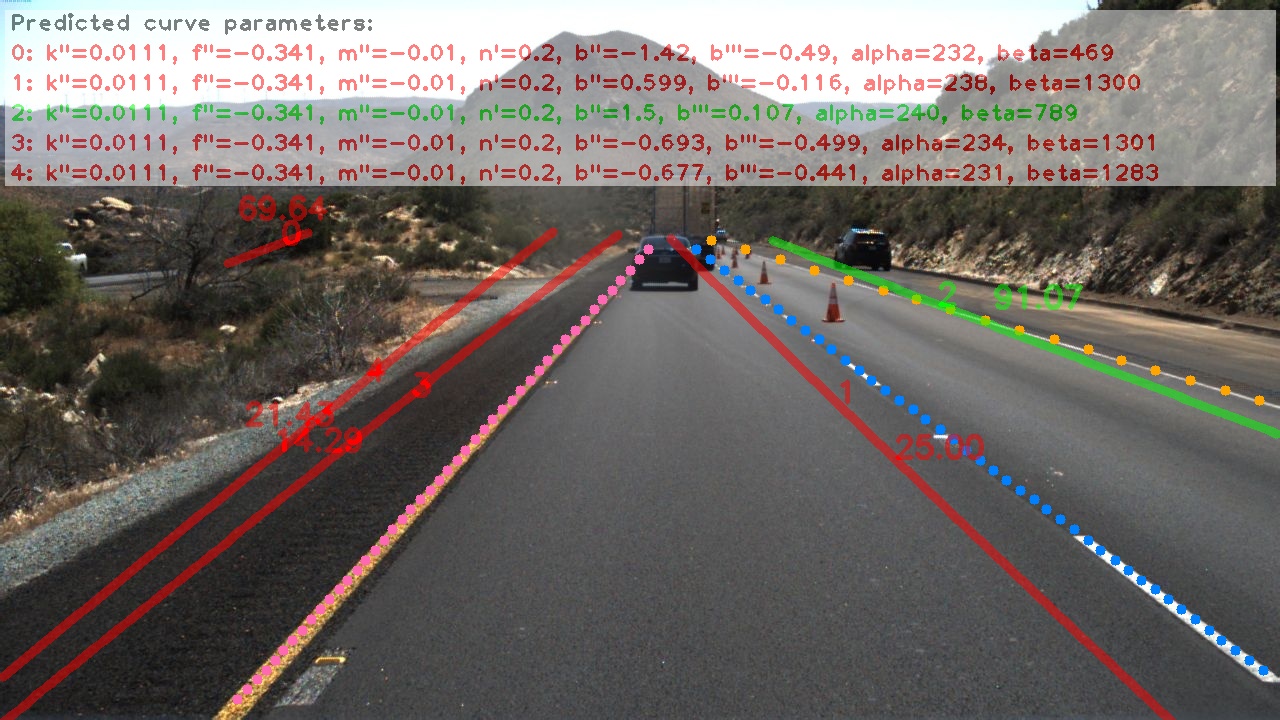 Predicted curve parameters:
0: k''=0.0111, f''=-0.341, m''=-0.01, n'=0.2, b''=-1.42, b'''=-0.49, alpha=232, beta=469
1: k''=0.0111, f''=-0.341, m''=-0.01, n'=0.2, b''=0.599, b'''=-0.116, alpha=238, beta=1300
2: k''=0.0111, f''=-0.341, m''=-0.01, n'=0.2, b''=1.5, b'''=0.107, alpha=240, beta=789
3: k''=0.0111, f''=-0.341, m''=-0.01, n'=0.2, b''=-0.693, b'''=-0.499, alpha=234, beta=1301
4: k''=0.0111, f''=-0.341, m''=-0.01, n'=0.2, b''=-0.677, b'''=-0.441, alpha=231, beta=1283
69.64
0
2 91.07
4
3
1
21.43
14.29
25.00